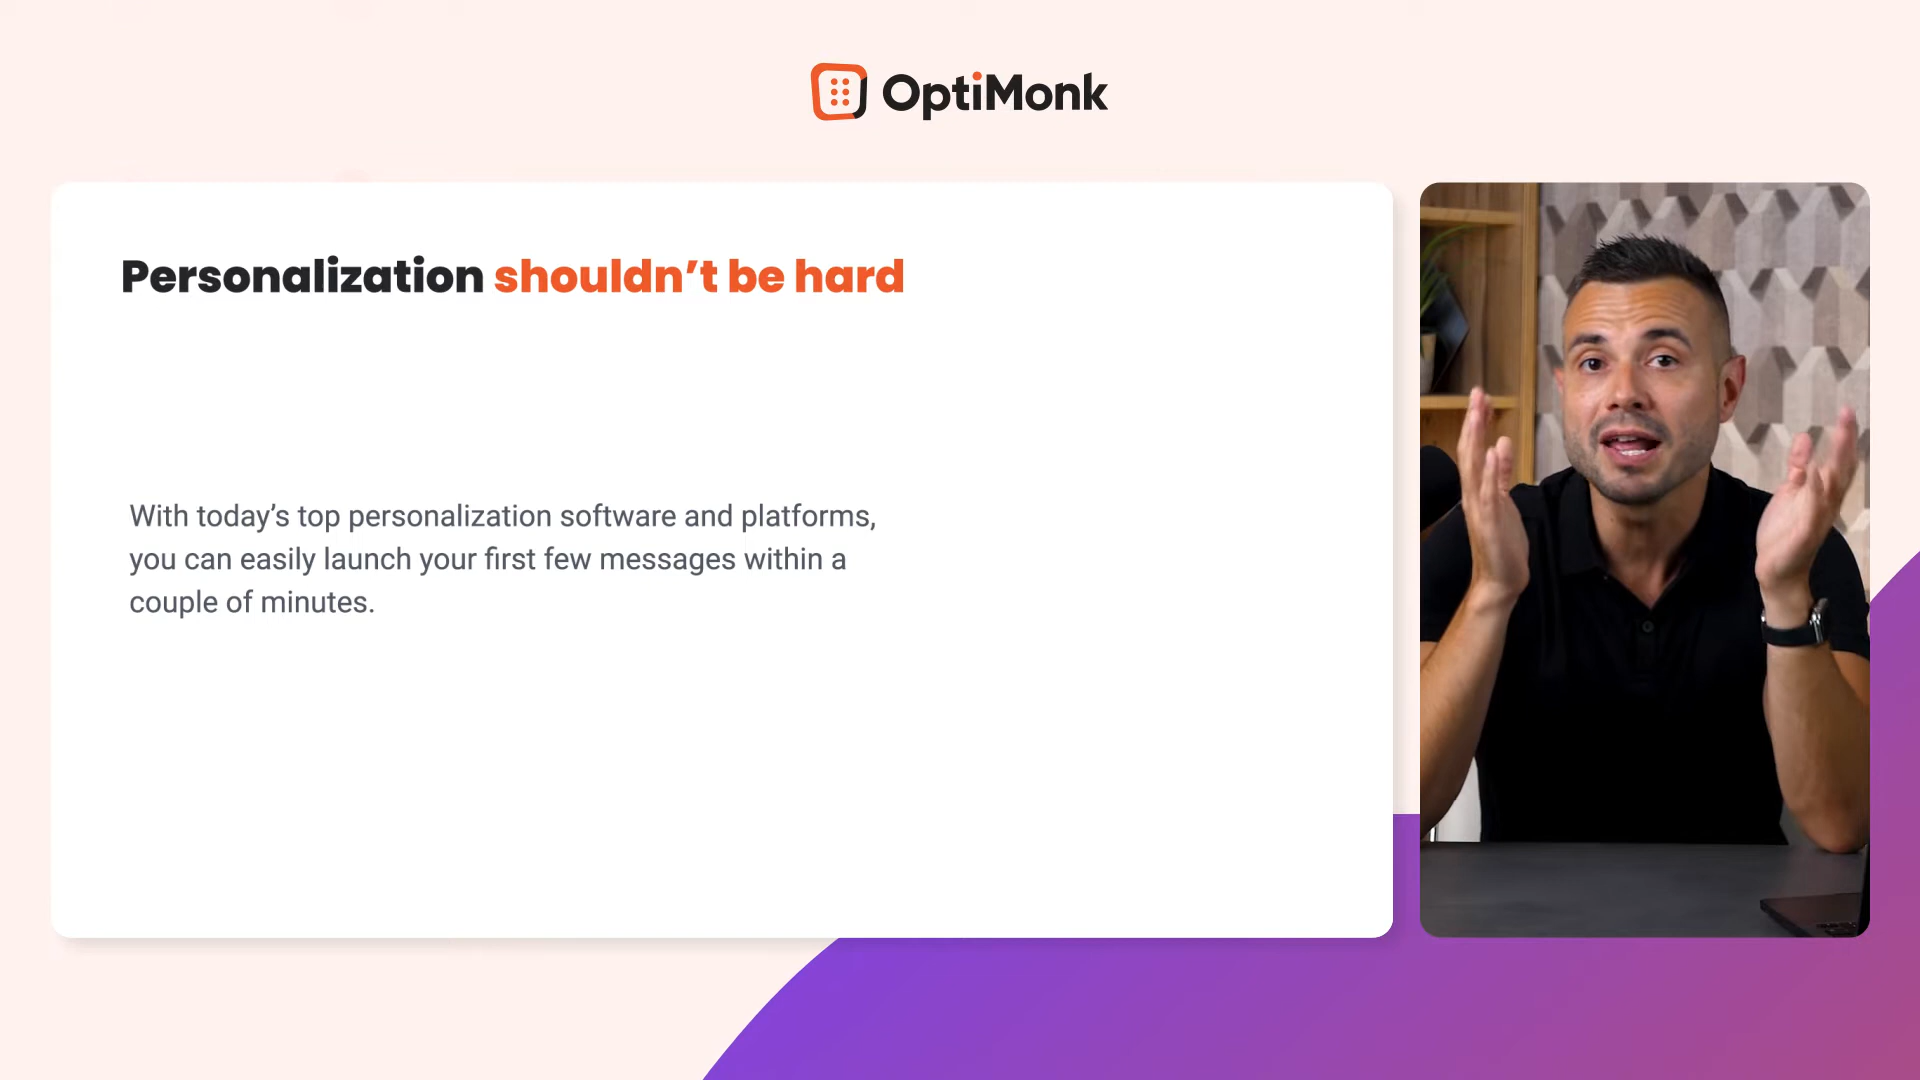 OptiMonk
Personalization shouldn’t be hard
With today’s top personalization software and platforms,
you can easily launch your first few messages within a
couple of minutes.